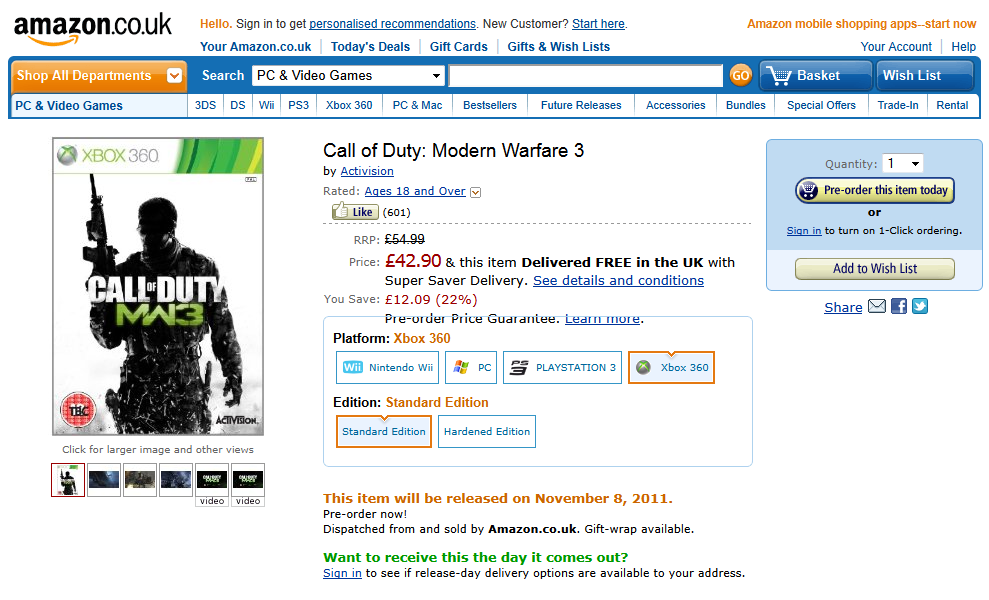 amazon.co.uk
Hello. Sign in to get personalised recommendations. New Customer? Start here.
Amazon mobile shopping apps--start now
Your Amazon.co.uk Today's Deals Gift Cards Gifts & Wish Lists
Your Account Help
Shop All Departments Search PC & Video Games GO Basket Wish List
PC & Video Games 3DS DS Wii PS3 Xbox 360 PC & Mac Bestsellers Future Releases Accessories Bundles Special Offers Trade-In Rental
XBOX 360
PAL
CALL OF DUTY
MW3
TBC
ACTIVISION
Click for larger image and other views
video video
Call of Duty: Modern Warfare 3
by Activision
Rated: Ages 18 and Over
Like (601)
RRP: £54.99
Price: £42.90 & this item Delivered FREE in the UK with
Super Saver Delivery. See details and conditions
You Save: £12.09 (22%)
Pre-order Price Guarantee. Learn more.
Platform: Xbox 360
Wii Nintendo Wii PC PS3 PLAYSTATION 3 Xbox 360
Edition: Standard Edition
Standard Edition Hardened Edition
This item will be released on November 8, 2011.
Pre-order now!
Dispatched from and sold by Amazon.co.uk. Gift-wrap available.
Want to receive this the day it comes out?
Sign in to see if release-day delivery options are available to your address.
Quantity: 1
Pre-order this item today
or
Sign in to turn on 1-Click ordering.
Add to Wish List
Share